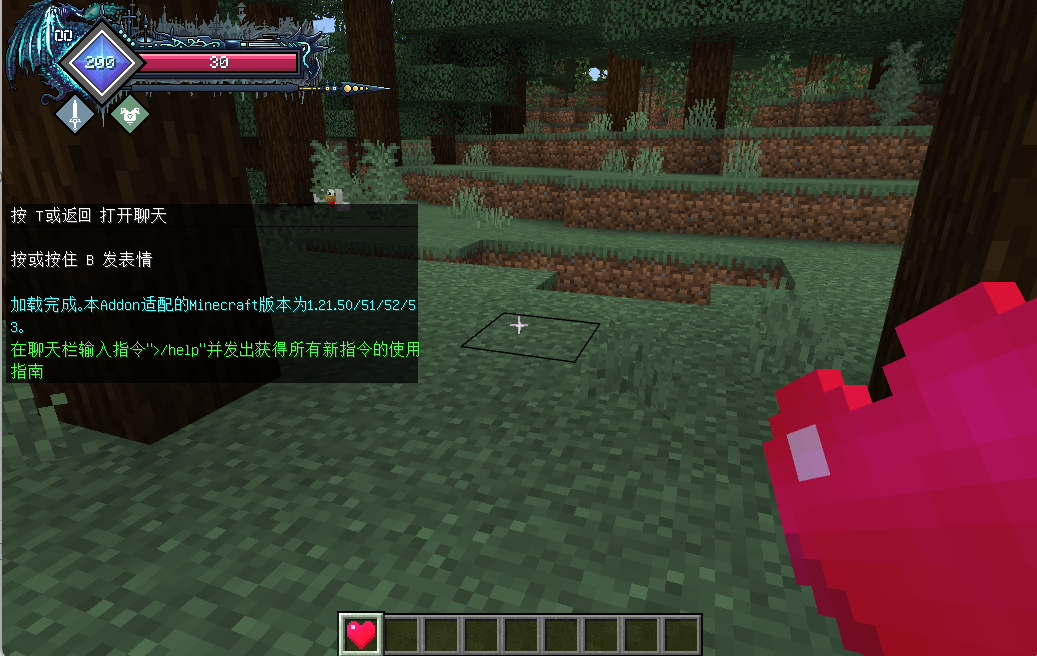 00
200
30
按 T或返回 打开聊天
按或按住 B 发表情
加载完成。本Addon适配的Minecraft版本为1.21.50/51/52/5
3。
在聊天栏输入指令">/help"并发出获得所有新指令的使用
指南